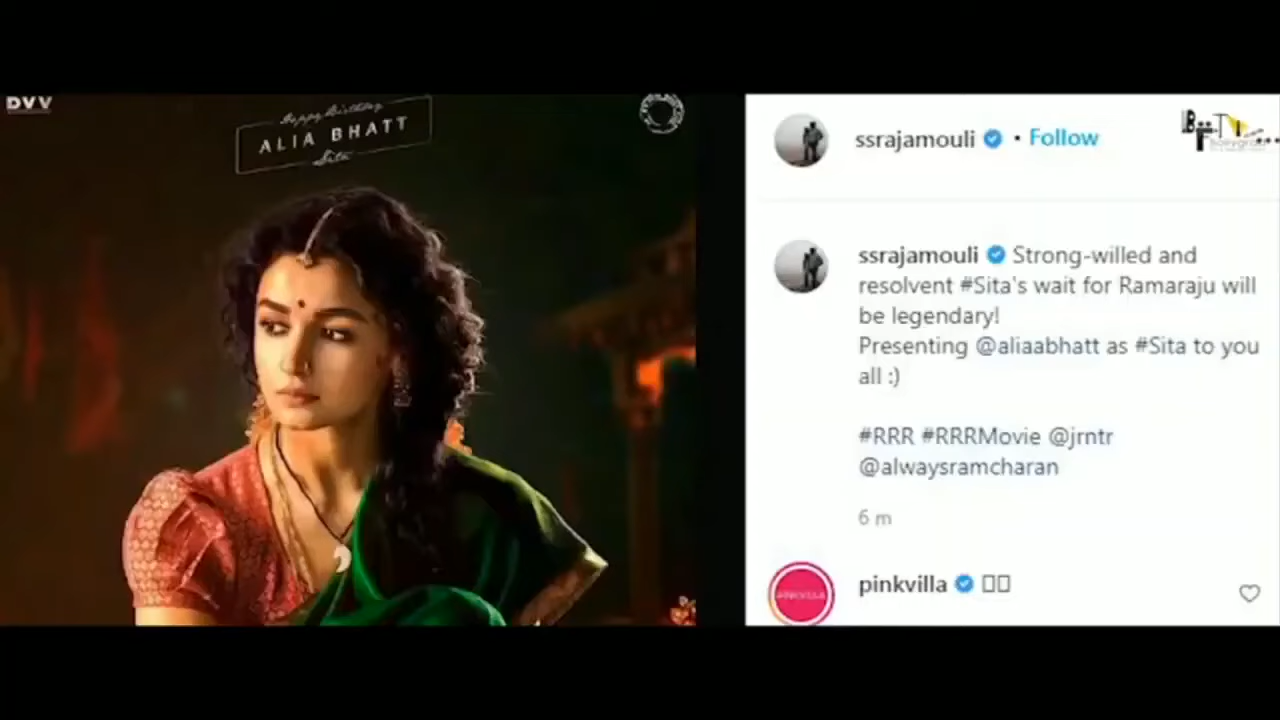 DVV
Happy Birthday
ALIA BHATT
Sita
ssrajamouli • Follow
ssrajamouli Strong-willed and
resolvent #Sita's wait for Ramaraju will
be legendary!
Presenting @aliaabhatt as #Sita to you
all :)
#RRR #RRRMovie @jrntr
@alwaysramcharan
6 m
pinkvilla
PINKVILLA